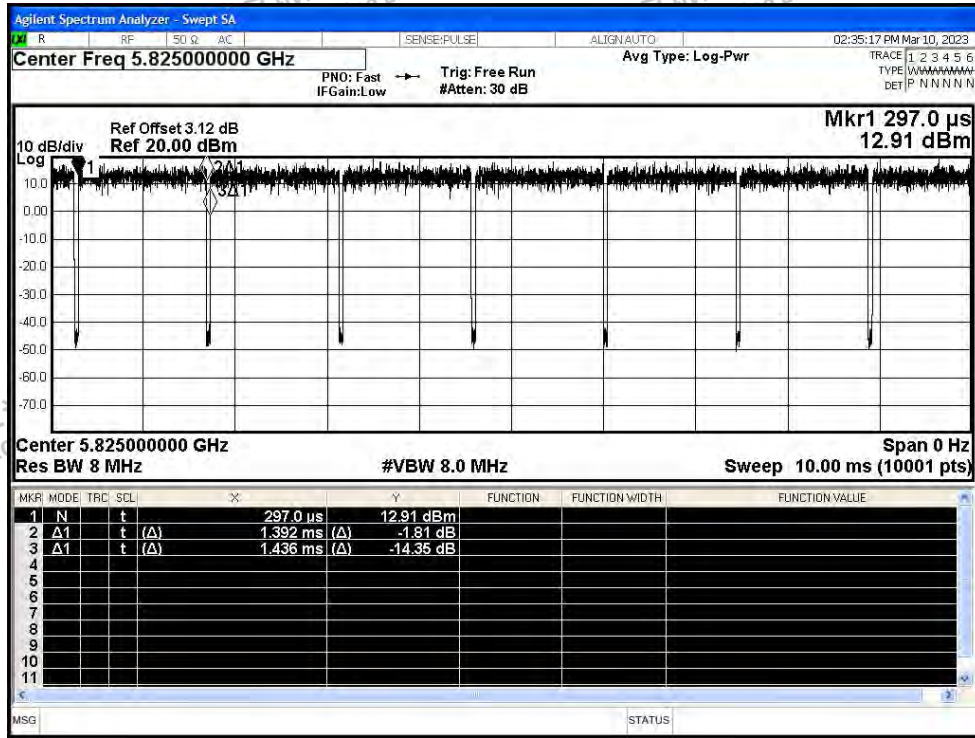 Agilent Spectrum Analyzer - Swept SA
LXI R RF 50 Ω AC SENSE:PULSE ALIGN AUTO 02:35:17 PM Mar 10, 2023
Center Freq 5.825000000 GHz
PNO: Fast
IFGain:Low
Trig: Free Run
#Atten: 30 dB
Avg Type: Log-Pwr
TRACE 1 2 3 4 5 6
TYPE WWWWWW
DET P N N N N N
Mkr1 297.0 µs
12.91 dBm
10 dB/div
Log
Ref Offset 3.12 dB
Ref 20.00 dBm
1
2Δ1
3Δ1
10.0
0.00
-10.0
-20.0
-30.0
-40.0
-50.0
-60.0
-70.0
Center 5.825000000 GHz Span 0 Hz
Res BW 8 MHz #VBW 8.0 MHz Sweep 10.00 ms (10001 pts)
MKR MODE TRC SCL X Y FUNCTION FUNCTION WIDTH FUNCTION VALUE
1 N t 297.0 µs 12.91 dBm
2 Δ1 t (Δ) 1.392 ms (Δ) -1.81 dB
3 Δ1 t (Δ) 1.436 ms (Δ) -14.35 dB
4
5
6
7
8
9
10
11
MSG STATUS